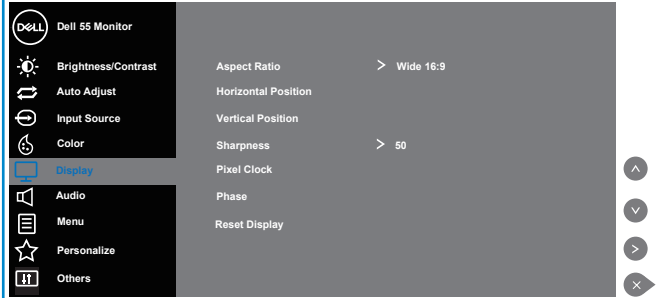 DELL Dell 55 Monitor
Brightness/Contrast
Auto Adjust
Input Source
Color
Display
Audio
Menu
Personalize
Others
Aspect Ratio > Wide 16:9
Horizontal Position
Vertical Position
Sharpness > 50
Pixel Clock
Phase
Reset Display